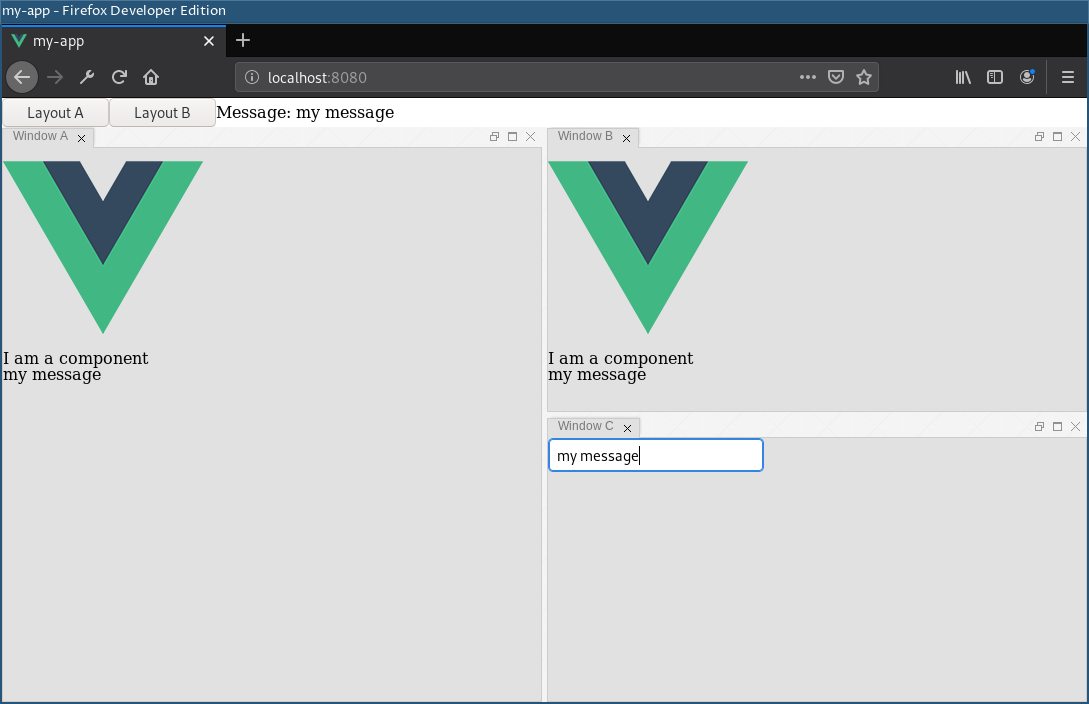 my-app - Firefox Developer Edition
my-app
localhost:8080
Layout A Layout B Message: my message
Window A
I am a component
my message
Window B
I am a component
my message
Window C
my message